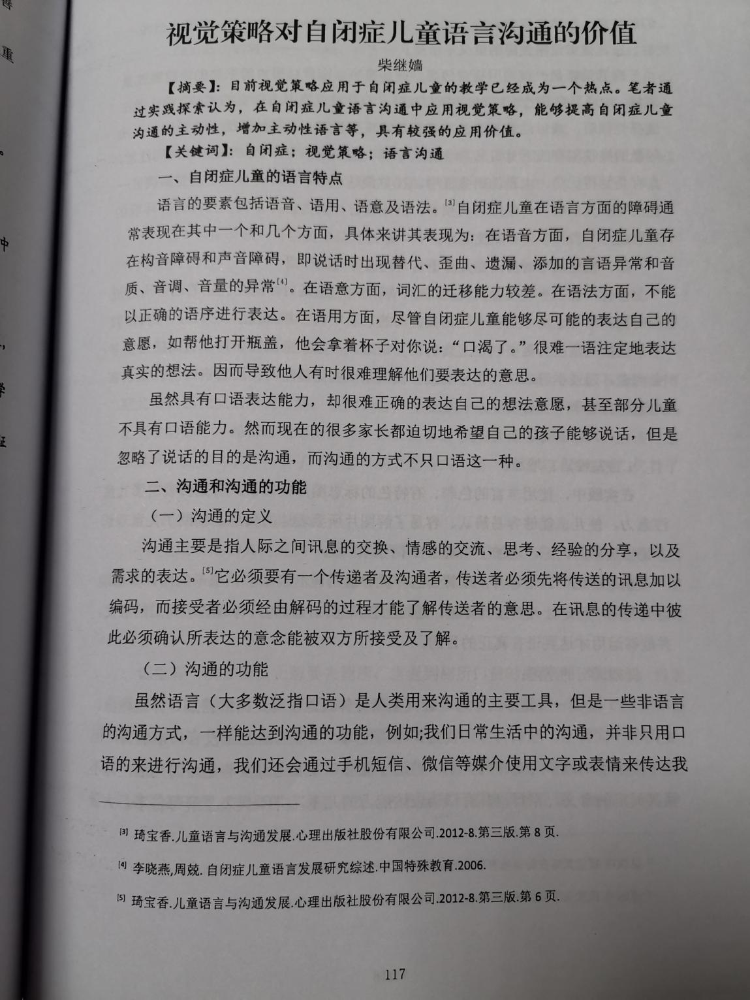 视觉策略对自闭症儿童语言沟通的价值
柴继嫱
【摘要】：目前视觉策略应用于自闭症儿童的教学已经成为一个热点。笔者通
过实践探索认为，在自闭症儿童语言沟通中应用视觉策略，能够提高自闭症儿童
沟通的主动性，增加主动性语言等，具有较强的应用价值。
【关键词】：自闭症；视觉策略；语言沟通
一、自闭症儿童的语言特点
语言的要素包括语音、语用、语意及语法。[3]自闭症儿童在语言方面的障碍通
常表现在其中一个和几个方面，具体来讲其表现为：在语音方面，自闭症儿童存
在构音障碍和声音障碍，即说话时出现替代、歪曲、遗漏、添加的言语异常和音
质、音调、音量的异常[4]。在语意方面，词汇的迁移能力较差。在语法方面，不能
以正确的语序进行表达。在语用方面，尽管自闭症儿童能够尽可能的表达自己的
意愿，如帮他打开瓶盖，他会拿着杯子对你说：“口渴了。”很难一语注定地表达
真实的想法。因而导致他人有时很难理解他们要表达的意思。
虽然具有口语表达能力，却很难正确的表达自己的想法意愿，甚至部分儿童
不具有口语能力。然而现在的很多家长都迫切地希望自己的孩子能够说话，但是
忽略了说话的目的是沟通，而沟通的方式不只口语这一种。
二、沟通和沟通的功能
（一）沟通的定义
沟通主要是指人际之间讯息的交换、情感的交流、思考、经验的分享，以及
需求的表达。[5]它必须要有一个传递者及沟通者，传送者必须先将传送的讯息加以
编码，而接受者必须经由解码的过程才能了解传送者的意思。在讯息的传递中彼
此必须确认所表达的意念能被双方所接受及了解。
（二）沟通的功能
虽然语言（大多数泛指口语）是人类用来沟通的主要工具，但是一些非语言
的沟通方式，一样能达到沟通的功能，例如;我们日常生活中的沟通，并非只用口
语的来进行沟通，我们还会通过手机短信、微信等媒介使用文字或表情来传达我
[3] 琦宝香.儿童语言与沟通发展.心理出版社股份有限公司.2012-8.第三版.第 8 页.
[4] 李晓燕,周兢. 自闭症儿童语言发展研究综述.中国特殊教育.2006.
[5] 琦宝香.儿童语言与沟通发展.心理出版社股份有限公司.2012-8.第三版.第 6 页.
117